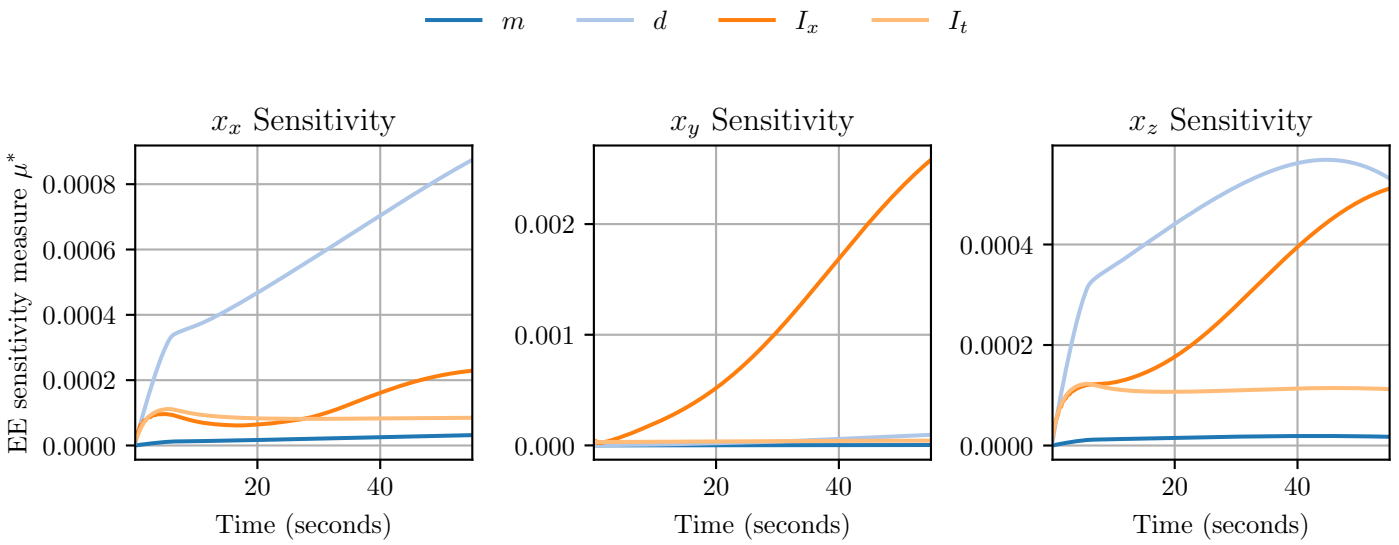 m d I_x I_t
x_x Sensitivity
x_y Sensitivity
x_z Sensitivity
EE sensitivity measure μ*
0.0008
0.0006
0.0004
0.0002
0.0000
20 40
Time (seconds)
0.002
0.001
0.000
20 40
Time (seconds)
0.0004
0.0002
0.0000
20 40
Time (seconds)